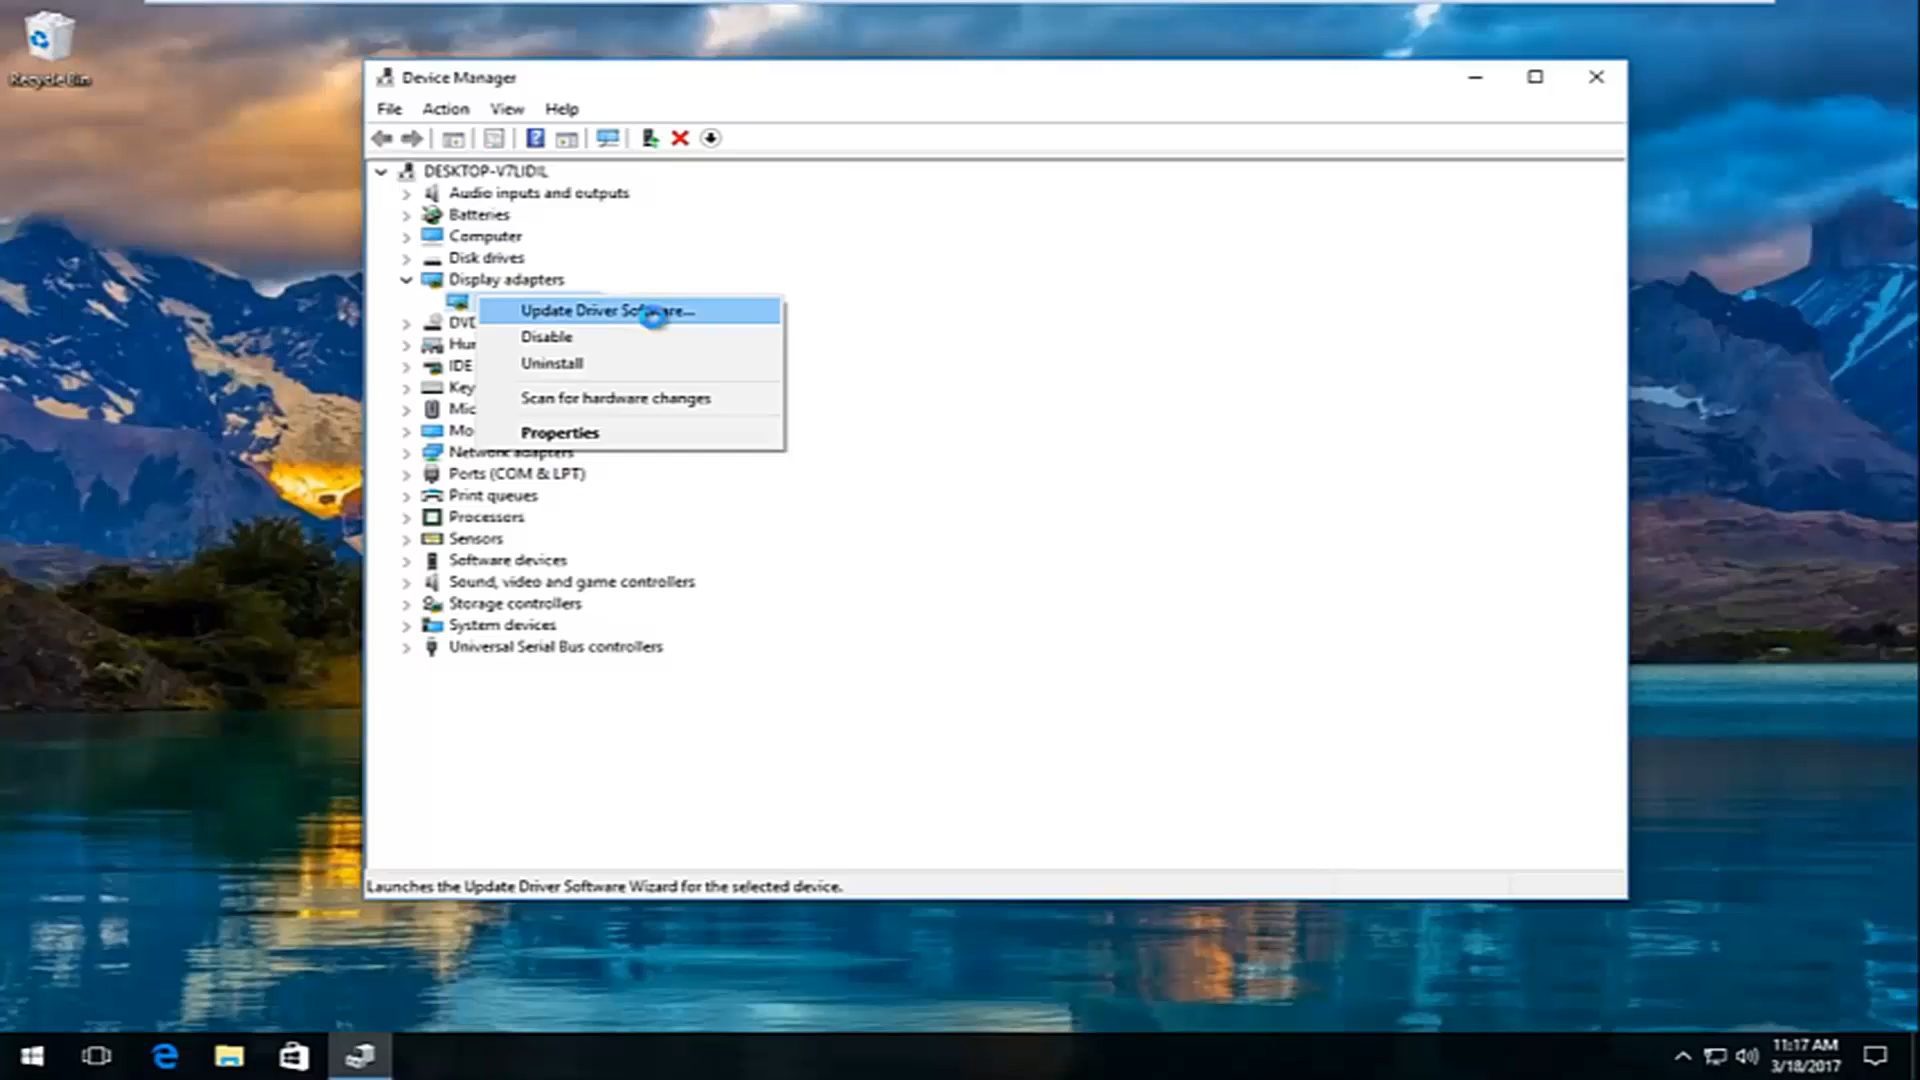 Recycle Bin
Device Manager
File Action View Help
DESKTOP-V7LIDIL
Audio inputs and outputs
Batteries
Computer
Disk drives
Display adapters
Update Driver Software...
DVD
Disable
Hur
Uninstall
IDE
Key
Scan for hardware changes
Mic
Mo
Properties
Network adapters
Ports (COM & LPT)
Print queues
Processors
Sensors
Software devices
Sound, video and game controllers
Storage controllers
System devices
Universal Serial Bus controllers
Launches the Update Driver Software Wizard for the selected device.
11:17 AM
3/18/2017